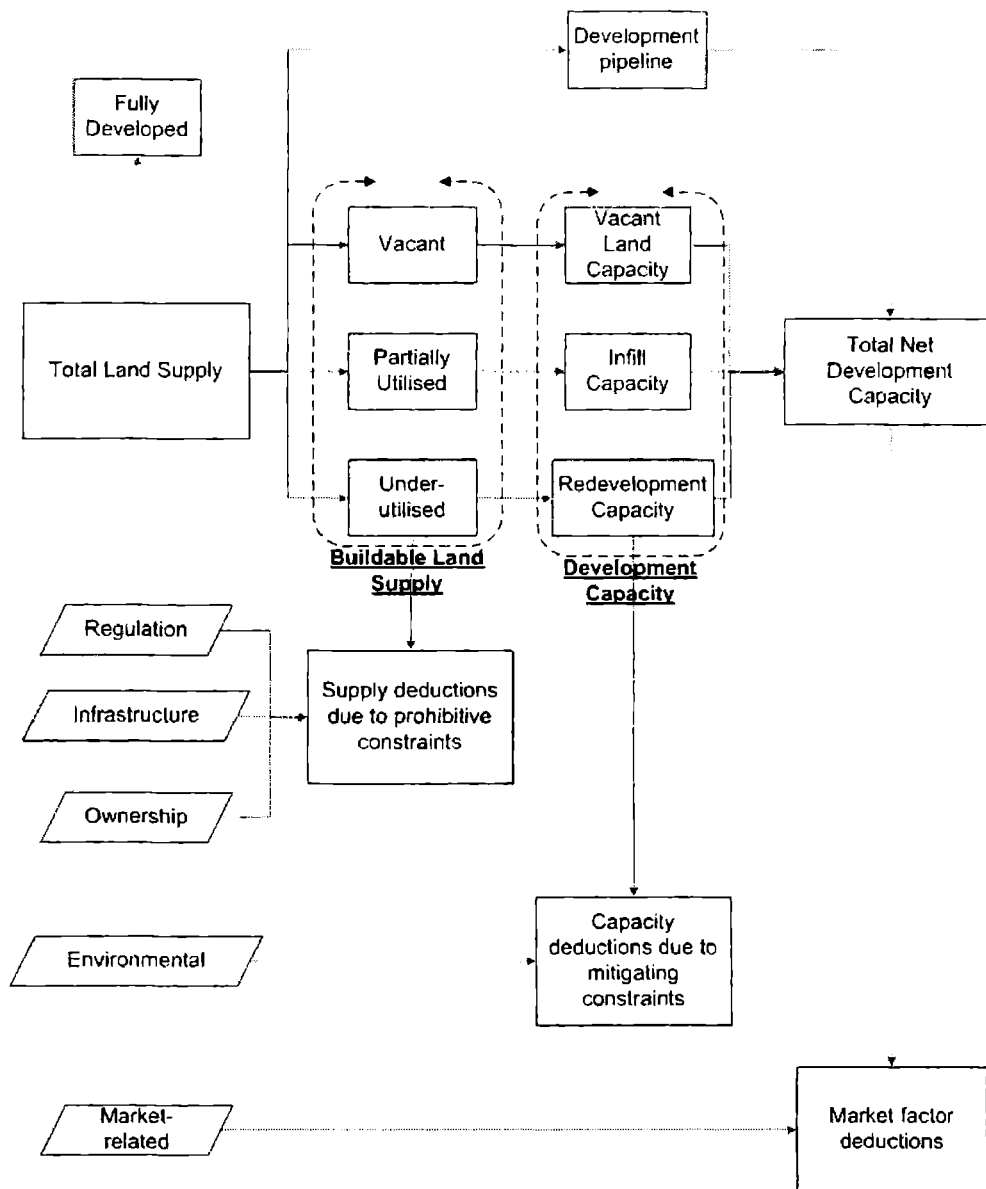 Development
pipeline
Fully
Developed
Vacant
Vacant
Land
Capacity
Total Land Supply
Partially
Utilised
Infill
Capacity
Total Net
Development
Capacity
Under-
utilised
Redevelopment
Capacity
Buildable Land
Supply
Development
Capacity
Regulation
Infrastructure
Ownership
Supply deductions
due to prohibitive
constraints
Environmental
Capacity
deductions due to
mitigating
constraints
Market-
related
Market factor
deductions